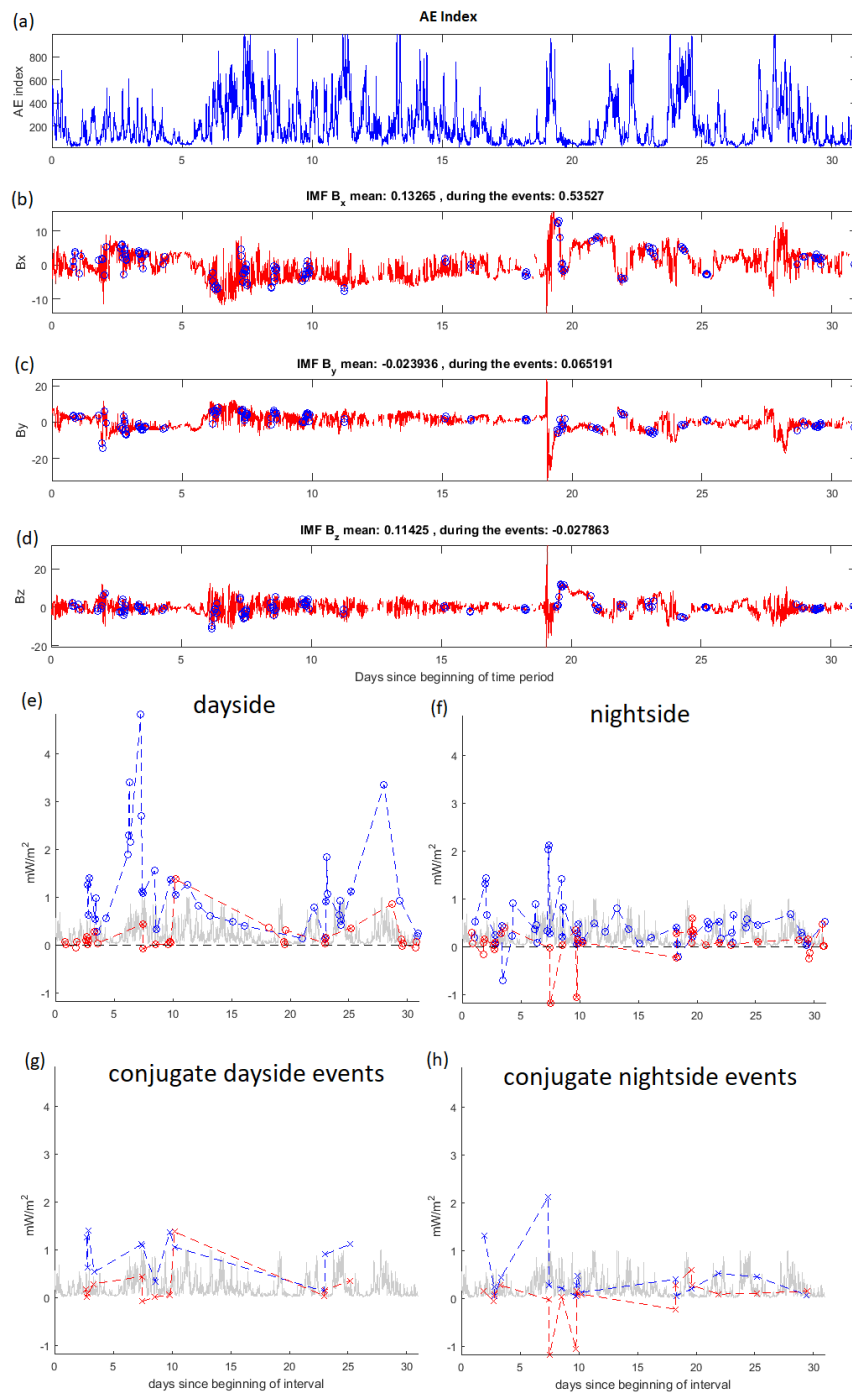 (a) AE Index
AE index
800
600
400
200
0 5 10 15 20 25 30
(b) IMF Bx mean: 0.13265 , during the events: 0.53527
Bx
10
0
-10
0 5 10 15 20 25 30
(c) IMF By mean: -0.023936 , during the events: 0.065191
By
20
0
-20
0 5 10 15 20 25 30
(d) IMF Bz mean: 0.11425 , during the events: -0.027863
Bz
20
0
-20
0 5 10 15 20 25 30
Days since beginning of time period
(e) dayside
mW/m2
4
3
2
1
0
-1
0 5 10 15 20 25 30
(f) nightside
mW/m2
4
3
2
1
0
-1
0 5 10 15 20 25 30
(g) conjugate dayside events
mW/m2
4
3
2
1
0
-1
0 5 10 15 20 25 30
days since beginning of interval
(h) conjugate nightside events
mW/m2
4
3
2
1
0
-1
0 5 10 15 20 25 30
days since beginning of interval